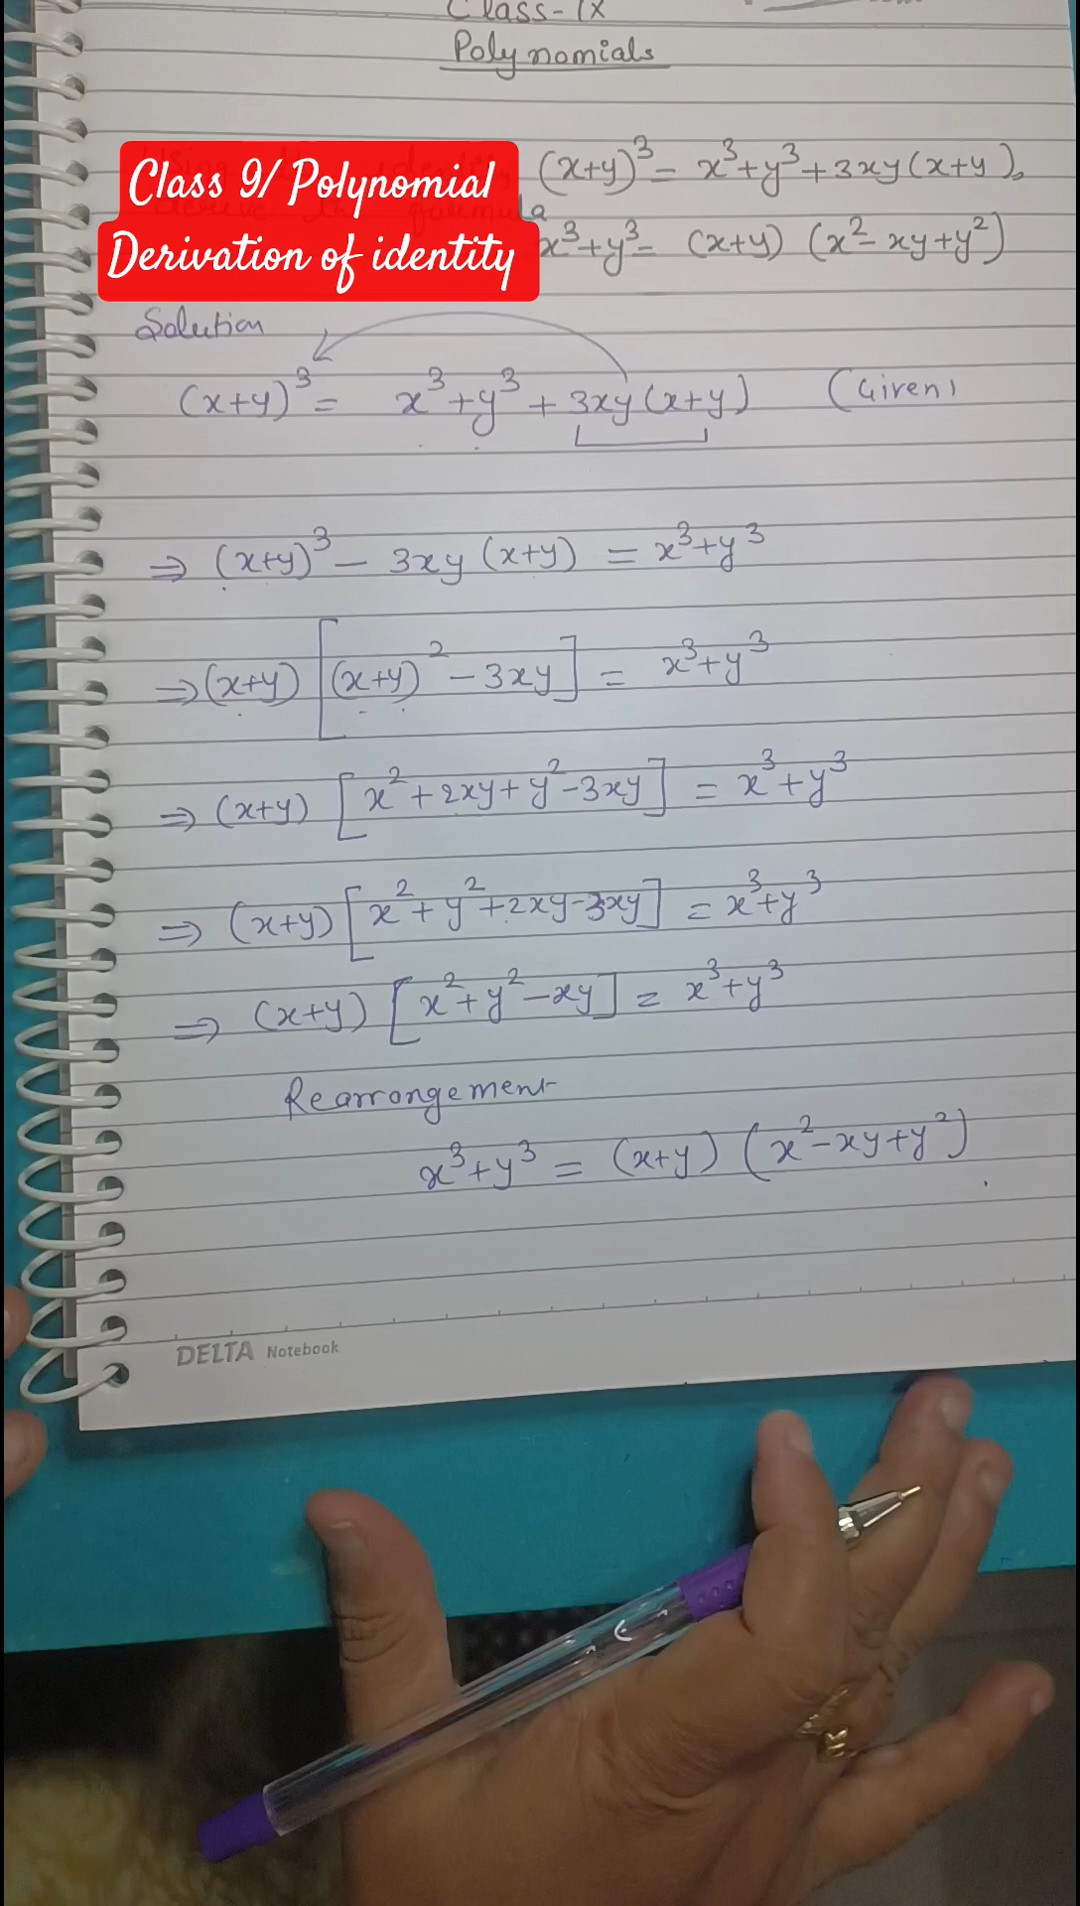 Class-IX
Polynomials
Class 9/ Polynomial
Derivation of identity
(x+y)³ = x³+y³+3xy(x+y).
x³+y³= (x+y) (x²-xy+y²)
Solution
(x+y)³ = x³+y³+3xy(x+y) (Given)
⇒ (x+y)³ - 3xy (x+y) = x³+y³
⇒ (x+y) [(x+y)² - 3xy] = x³+y³
⇒ (x+y) [x²+2xy+y²-3xy] = x³+y³
⇒ (x+y) [x²+y²+2xy-3xy] = x³+y³
⇒ (x+y) [x²+y²-xy] = x³+y³
Rearrangement
x³+y³ = (x+y) (x²-xy+y²)
DELTA Notebook